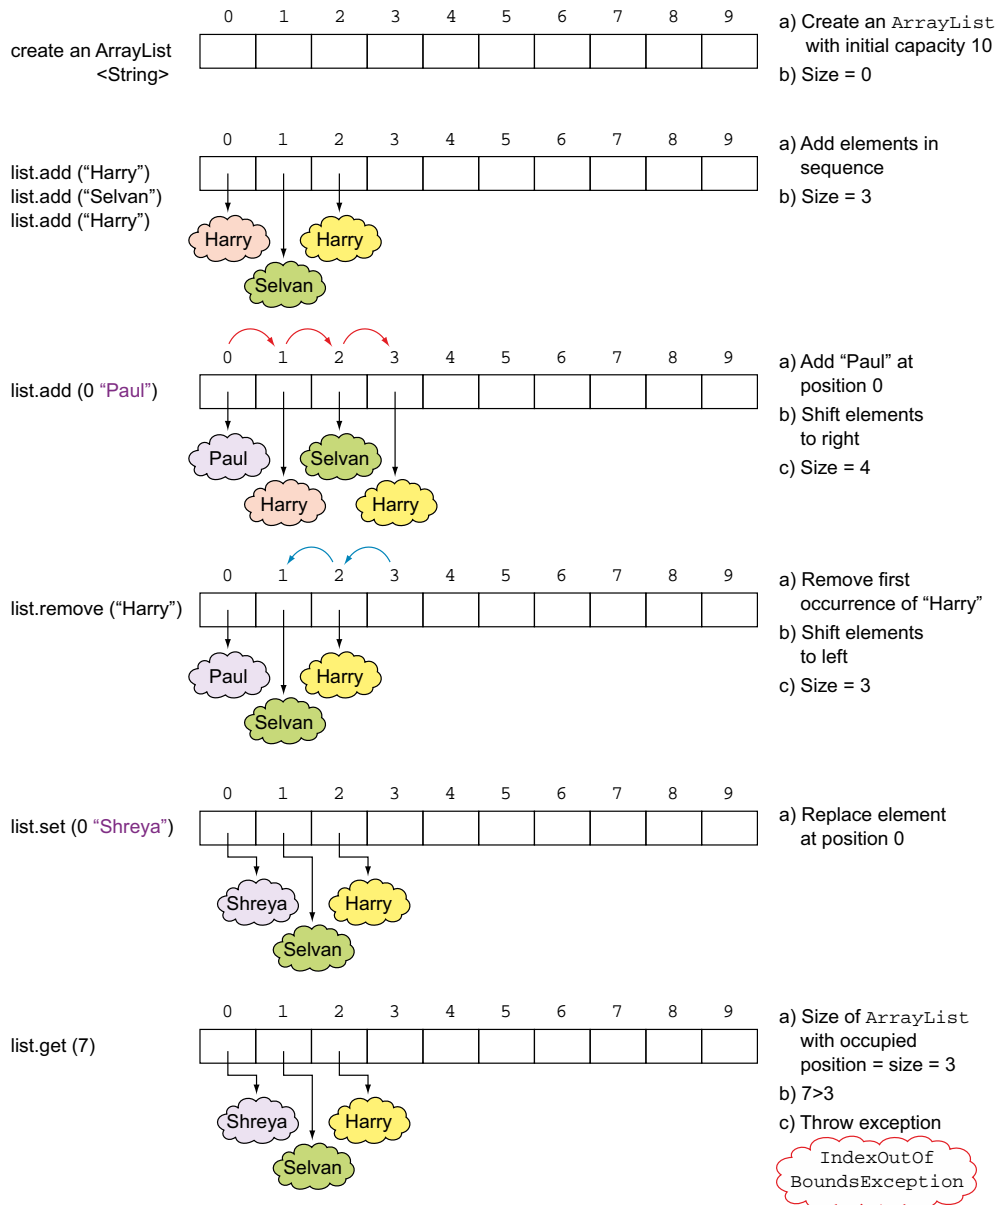 0 1 2 3 4 5 6 7 8 9
create an ArrayList
<String>
a) Create an ArrayList
with initial capacity 10
b) Size = 0
0 1 2 3 4 5 6 7 8 9
list.add (“Harry”)
list.add (“Selvan”)
list.add (“Harry”)
a) Add elements in
sequence
b) Size = 3
Harry Harry
Selvan
0 1 2 3 4 5 6 7 8 9
list.add (0 “Paul”)
a) Add “Paul” at
position 0
b) Shift elements
to right
c) Size = 4
Paul Selvan
Harry Harry
0 1 2 3 4 5 6 7 8 9
list.remove (“Harry”)
a) Remove first
occurrence of “Harry”
b) Shift elements
to left
c) Size = 3
Paul Harry
Selvan
0 1 2 3 4 5 6 7 8 9
list.set (0 “Shreya”)
a) Replace element
at position 0
Shreya Harry
Selvan
0 1 2 3 4 5 6 7 8 9
list.get (7)
a) Size of ArrayList
with occupied
position = size = 3
b) 7>3
c) Throw exception
Shreya Harry
Selvan
IndexOutOf
BoundsException